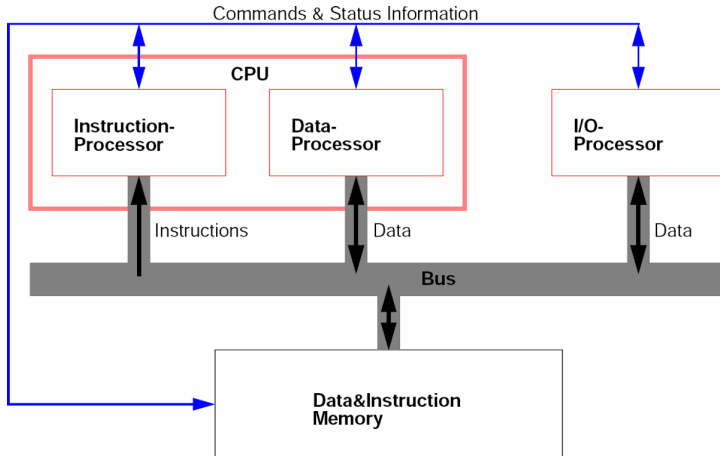 Commands & Status Information
CPU
Instruction-
Processor
Data-
Processor
I/O-
Processor
Instructions
Data
Data
Bus
Data&Instruction
Memory